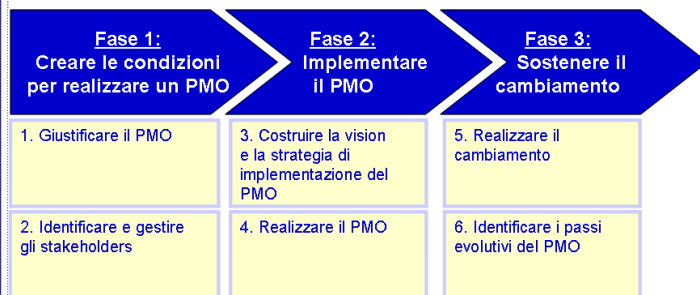 Fase 1:
Creare le condizioni
per realizzare un PMO
Fase 2:
Implementare
il PMO
Fase 3:
Sostenere il
cambiamento
1. Giustificare il PMO
3. Costruire la vision
e la strategia di
implementazione del
PMO
5. Realizzare il
cambiamento
2. Identificare e gestire
gli stakeholders
4. Realizzare il PMO
6. Identificare i passi
evolutivi del PMO